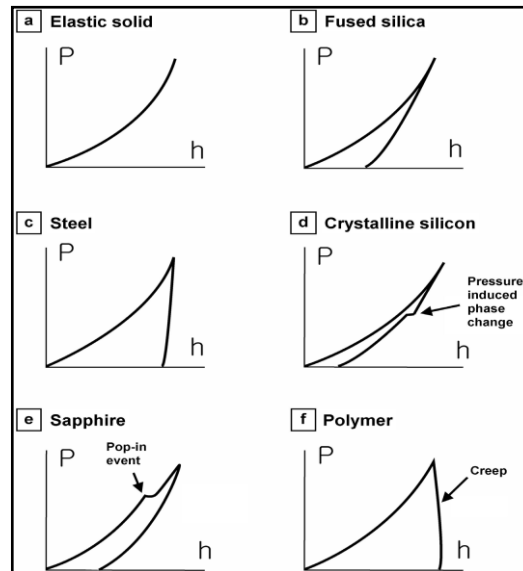 a Elastic solid
P
h
b Fused silica
P
h
c Steel
P
h
d Crystalline silicon
P
Pressure
induced
phase
change
h
e Sapphire
Pop-in
event
P
h
f Polymer
P
Creep
h